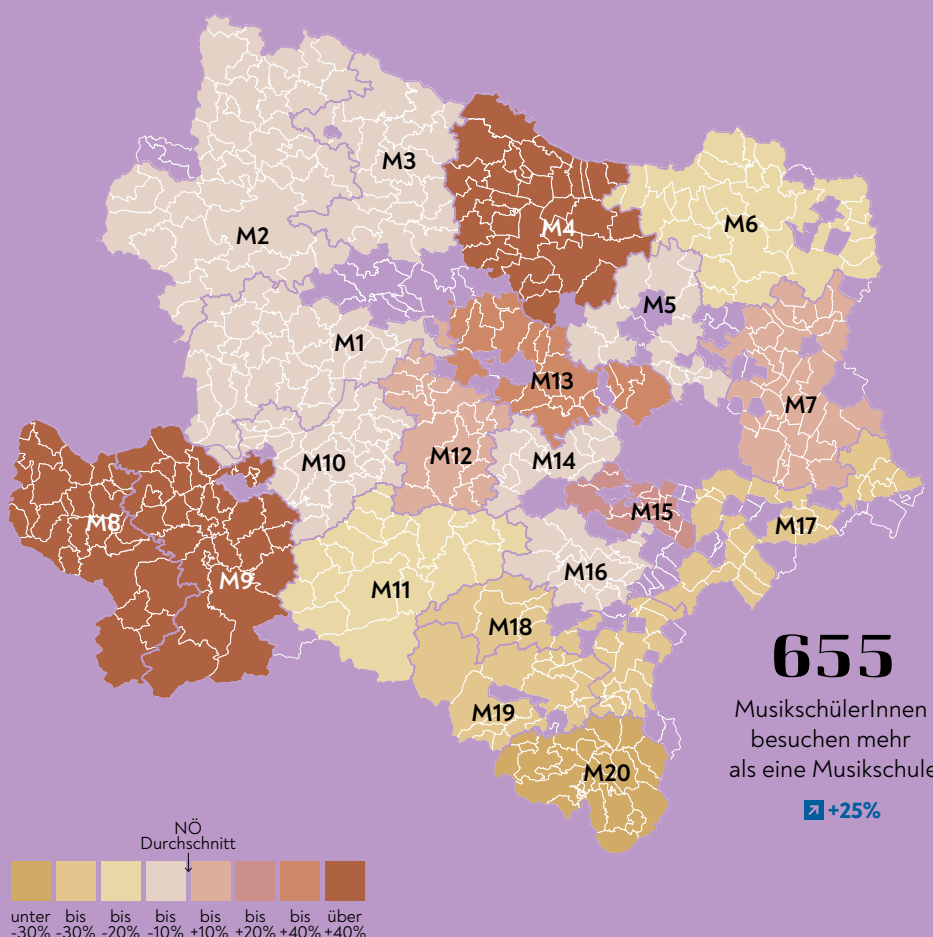 M3
M4
M6
M2
M5
M1
M13
M7
M12
M14
M10
M15
M8
M17
M9
M16
M11
M18
655
MusikschülerInnen
besuchen mehr
als eine Musikschule
M19
M20
+25%
NÖ
Durchschnitt
unter bis bis bis bis bis bis über
-30% -30% -20% -10% +10% +20% +40% +40%